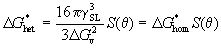 ΔG*het = 16πγ³SL / 3ΔG²v S(θ) = ΔG*hom S(θ)